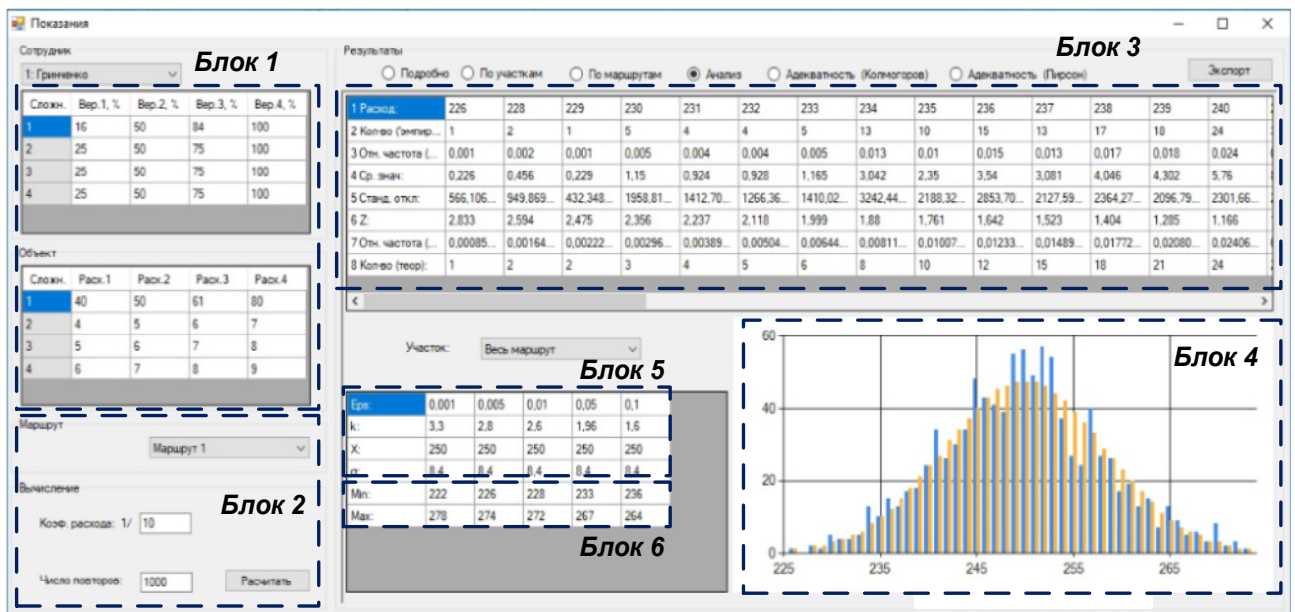 Показания
Сотрудник
1: Гринченко
Блок 1
Сложн. Вер.1, % Вер.2, % Вер.3, % Вер.4, %
1 16 50 84 100
2 25 50 75 100
3 25 50 75 100
4 25 50 75 100
Объект
Сложн. Расх.1 Расх.2 Расх.3 Расх.4
1 40 50 61 80
2 4 5 6 7
3 5 6 7 8
4 6 7 8 9
Маршрут
Маршрут 1
Вычисление
Блок 2
Коэф. расхода: 1/ 10
Число повторов: 1000 Расчитать
Результаты
Блок 3
Подробно По участкам По маршрутам Анализ Адекватность (Колмогоров) Адекватность (Пирсон) Экспорт
1 Расход: 226 228 229 230 231 232 233 234 235 236 237 238 239 240
2 Кол-во (эмпир... 1 2 1 5 4 4 5 13 10 15 13 17 18 24
3 Отн. частота (... 0,001 0,002 0,001 0,005 0,004 0,004 0,005 0,013 0,01 0,015 0,013 0,017 0,018 0,024
4 Ср. знач: 0,226 0,456 0,229 1,15 0,924 0,928 1,165 3,042 2,35 3,54 3,081 4,046 4,302 5,76
5 Станд. откл: 566,106... 949,869... 432,348... 1958,81... 1412,70... 1266,36... 1410,02... 3242,44... 2188,32... 2853,70... 2127,59... 2364,27... 2096,79... 2301,66...
6 Z: 2,833 2,594 2,475 2,356 2,237 2,118 1,999 1,88 1,761 1,642 1,523 1,404 1,285 1,166
7 Отн. частота (... 0,00085... 0,00164... 0,00222... 0,00296... 0,00389... 0,00504... 0,00644... 0,00811... 0,01007... 0,01233... 0,01489... 0,01772... 0,02080... 0,02406...
8 Кол-во (теор): 1 2 2 3 4 5 6 8 10 12 15 18 21 24
Участок: Весь маршрут
Блок 5
Eps: 0,001 0,005 0,01 0,05 0,1
k: 3,3 2,8 2,6 1,96 1,6
X: 250 250 250 250 250
σ: 8,4 8,4 8,4 8,4 8,4
Min: 222 226 228 233 236
Max: 278 274 272 267 264
Блок 6
Блок 4
60
40
20
0
225 235 245 255 265